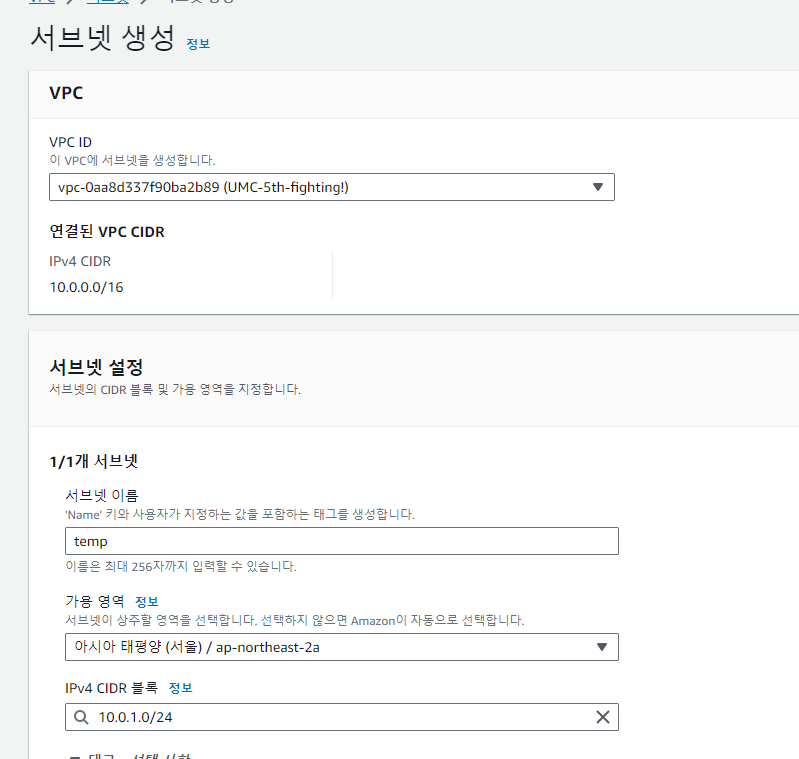 VPC 서브넷 서브넷 생성
서브넷 생성 정보
VPC
VPC ID
이 VPC에 서브넷을 생성합니다.
vpc-0aa8d337f90ba2b89 (UMC-5th-fighting!)
연결된 VPC CIDR
IPv4 CIDR
10.0.0.0/16
서브넷 설정
서브넷의 CIDR 블록 및 가용 영역을 지정합니다.
1/1개 서브넷
서브넷 이름
'Name' 키와 사용자가 지정하는 값을 포함하는 태그를 생성합니다.
temp
이름은 최대 256자까지 입력할 수 있습니다.
가용 영역 정보
서브넷이 상주할 영역을 선택합니다. 선택하지 않으면 Amazon이 자동으로 선택합니다.
아시아 태평양 (서울) / ap-northeast-2a
IPv4 CIDR 블록 정보
10.0.1.0/24